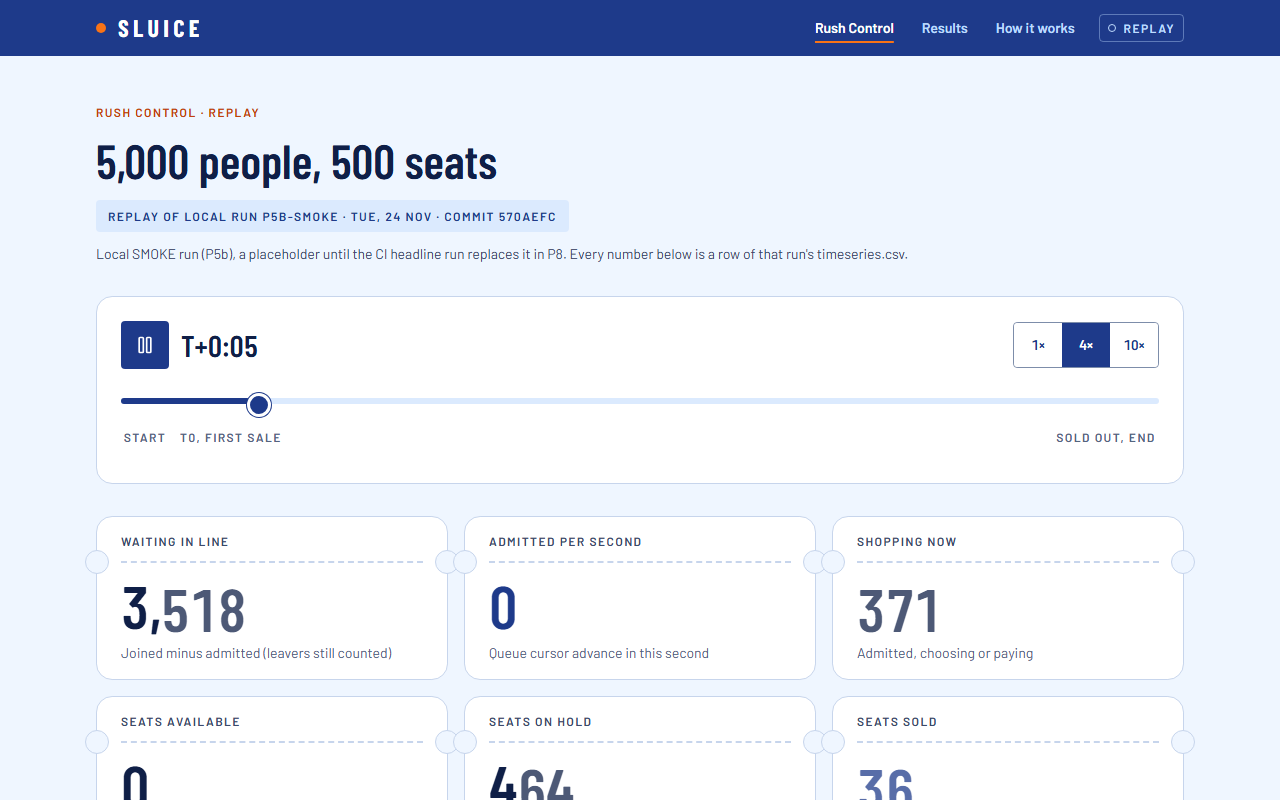 SLUICE
Rush Control
Results
How it works
REPLAY
RUSH CONTROL · REPLAY
5,000 people, 500 seats
REPLAY OF LOCAL RUN P5B-SMOKE · TUE, 24 NOV · COMMIT 570AEFC
Local SMOKE run (P5b), a placeholder until the CI headline run replaces it in P8. Every number below is a row of that run's timeseries.csv.
T+0:05
1×
4×
10×
START
T0, FIRST SALE
SOLD OUT, END
WAITING IN LINE
3,518
Joined minus admitted (leavers still counted)
ADMITTED PER SECOND
0
Queue cursor advance in this second
SHOPPING NOW
371
Admitted, choosing or paying
SEATS AVAILABLE
0
SEATS ON HOLD
464
SEATS SOLD
36